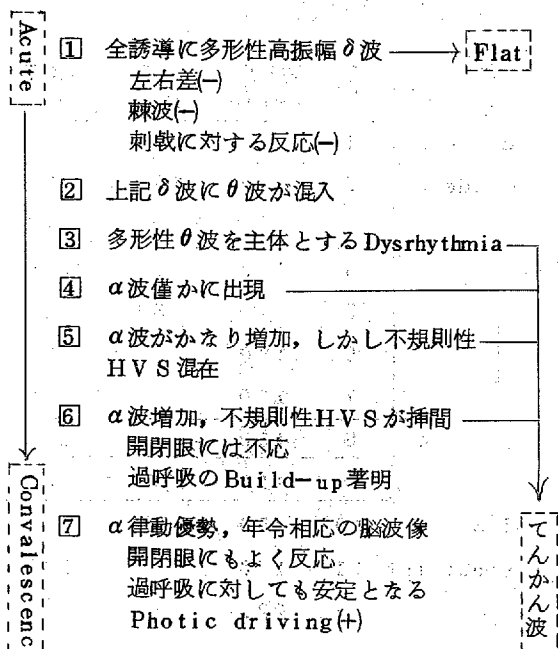 Acute
1 全誘導に多形性高振幅δ波 → Flat
左右差(−)
棘波(−)
刺戟に対する反応(−)
2 上記δ波にθ波が混入
3 多形性θ波を主体とするDysrhythmia
4 α波僅かに出現
5 α波がかなり増加，しかし不規則性
HVS混在
6 α波増加，不規則性HVSが挿間
開閉眼には不応
過呼吸のBuild-up著明
7 α律動優勢，年令相応の脳波像
開閉眼にもよく反応
過呼吸に対しても安定となる
Photic driving(+)
Convalescenc
てんかん波